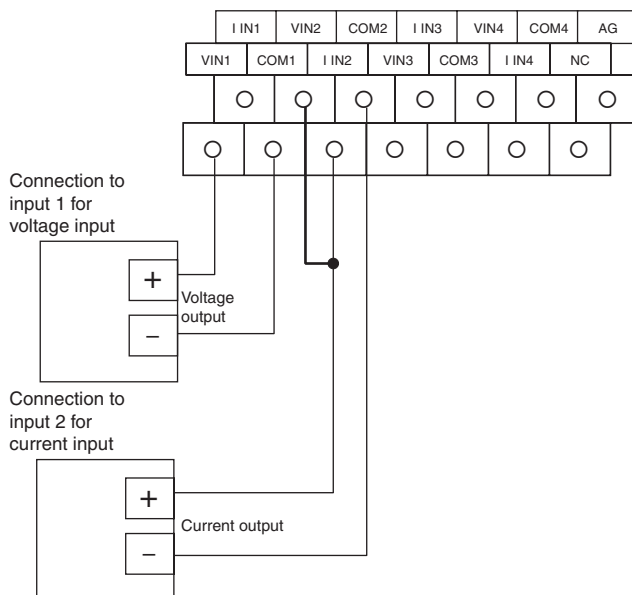 I IN1 VIN2 COM2 I IN3 VIN4 COM4 AG
VIN1 COM1 I IN2 VIN3 COM3 I IN4 NC
Connection to
input 1 for
voltage input
+
Voltage
output
−
Connection to
input 2 for
current input
+
Current output
−